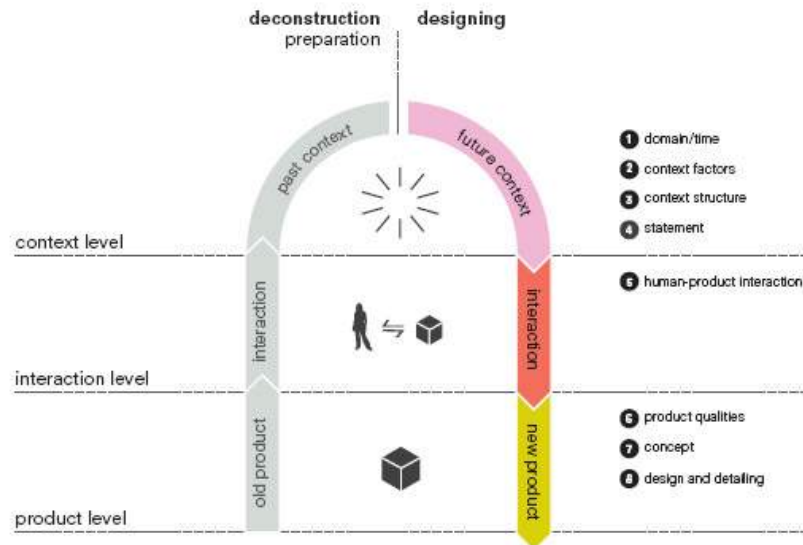 deconstruction
preparation
designing
past context
future context
1 domain/time
2 context factors
3 context structure
4 statement
context level
interaction
interaction
5 human-product interaction
interaction level
old product
new product
6 product qualities
7 concept
8 design and detailing
product level